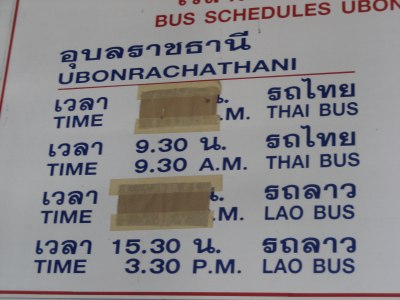 BUS SCHEDULES UBON
อุบลราชธานี
UBONRACHATHANI
เวลา น. รถไทย
TIME .M. THAI BUS
เวลา 9.30 น. รถไทย
TIME 9.30 A.M. THAI BUS
เวลา น. รถลาว
TIME .M. LAO BUS
เวลา 15.30 น. รถลาว
TIME 3.30 P.M. LAO BUS